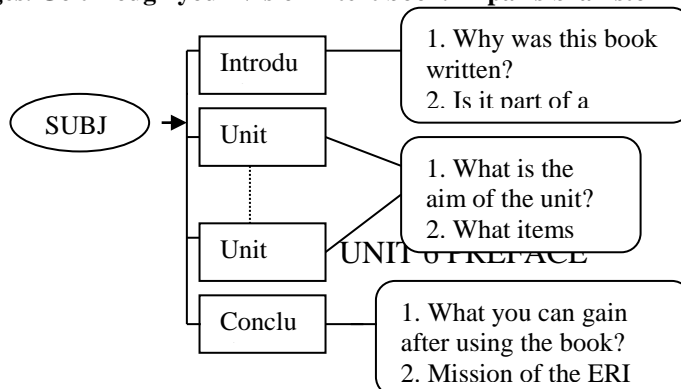 Introdu
1. Why was this book
written?
2. Is it part of a
SUBJ
Unit
1. What is the
aim of the unit?
2. What items
Unit
UNIT 6 PREFACE
Conclu
1. What you can gain
after using the book?
2. Mission of the ERI